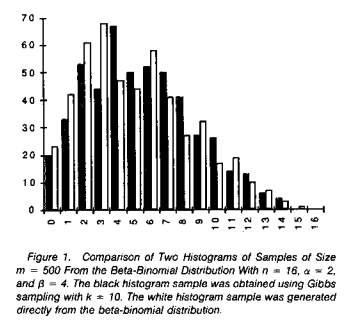 70
60
50
40
30
20
10
0
0 1 2 3 4 5 6 7 8 9 10 11 12 13 14 15 16
Figure 1. Comparison of Two Histograms of Samples of Size
m = 500 From the Beta-Binomial Distribution With n = 16, α = 2,
and β = 4. The black histogram sample was obtained using Gibbs
sampling with k = 10. The white histogram sample was generated
directly from the beta-binomial distribution.